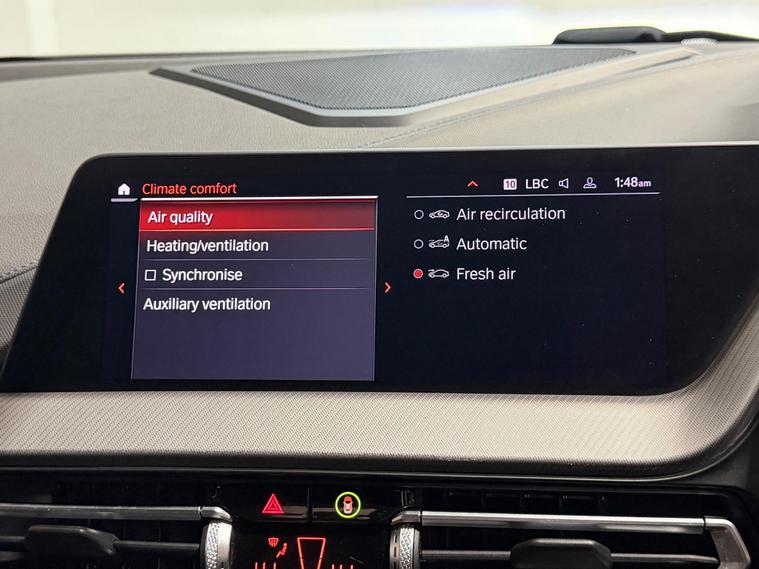 Climate comfort
10 LBC 1:48am
Air quality
Heating/ventilation
Synchronise
Auxiliary ventilation
Air recirculation
A Automatic
Fresh air